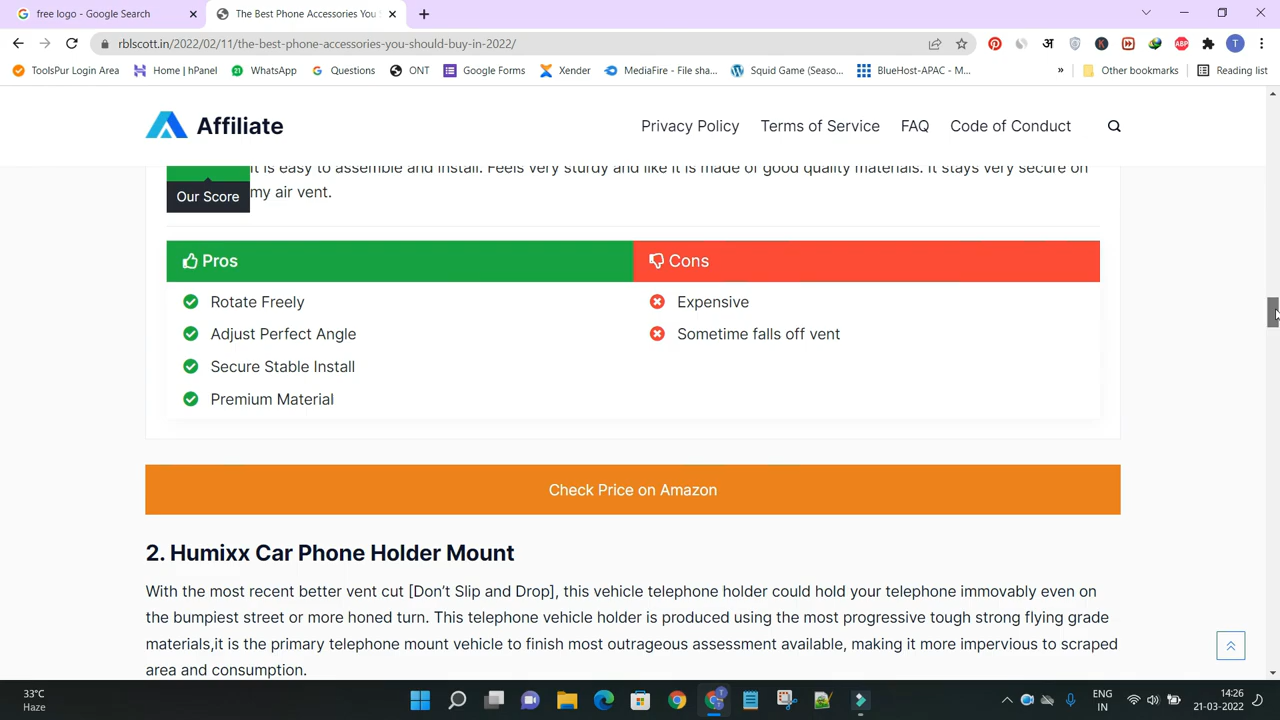 free logo - Google Search
The Best Phone Accessories You
rblscott.in/2022/02/11/the-best-phone-accessories-you-should-buy-in-2022/
अ
K
ABP
T
ToolsPur Login Area
Home | hPanel
21
WhatsApp
Questions
ONT
Google Forms
Xender
MediaFire - File sha...
Squid Game (Seaso...
BlueHost-APAC - M...
»
Other bookmarks
Reading list
Affiliate
Privacy Policy
Terms of Service
FAQ
Code of Conduct
It is easy to assemble and install. Feels very sturdy and like it is made of good quality materials. It stays very secure on
Our Score
my air vent.
Pros
Cons
Rotate Freely
Expensive
Adjust Perfect Angle
Sometime falls off vent
Secure Stable Install
Premium Material
Check Price on Amazon
2. Humixx Car Phone Holder Mount
With the most recent better vent cut [Don’t Slip and Drop], this vehicle telephone holder could hold your telephone immovably even on
the bumpiest street or more honed turn. This telephone vehicle holder is produced using the most progressive tough strong flying grade
materials,it is the primary telephone mount vehicle to finish most outrageous assessment available, making it more impervious to scraped
area and consumption.
33°C
Haze
ENG
IN
14:26
21-03-2022